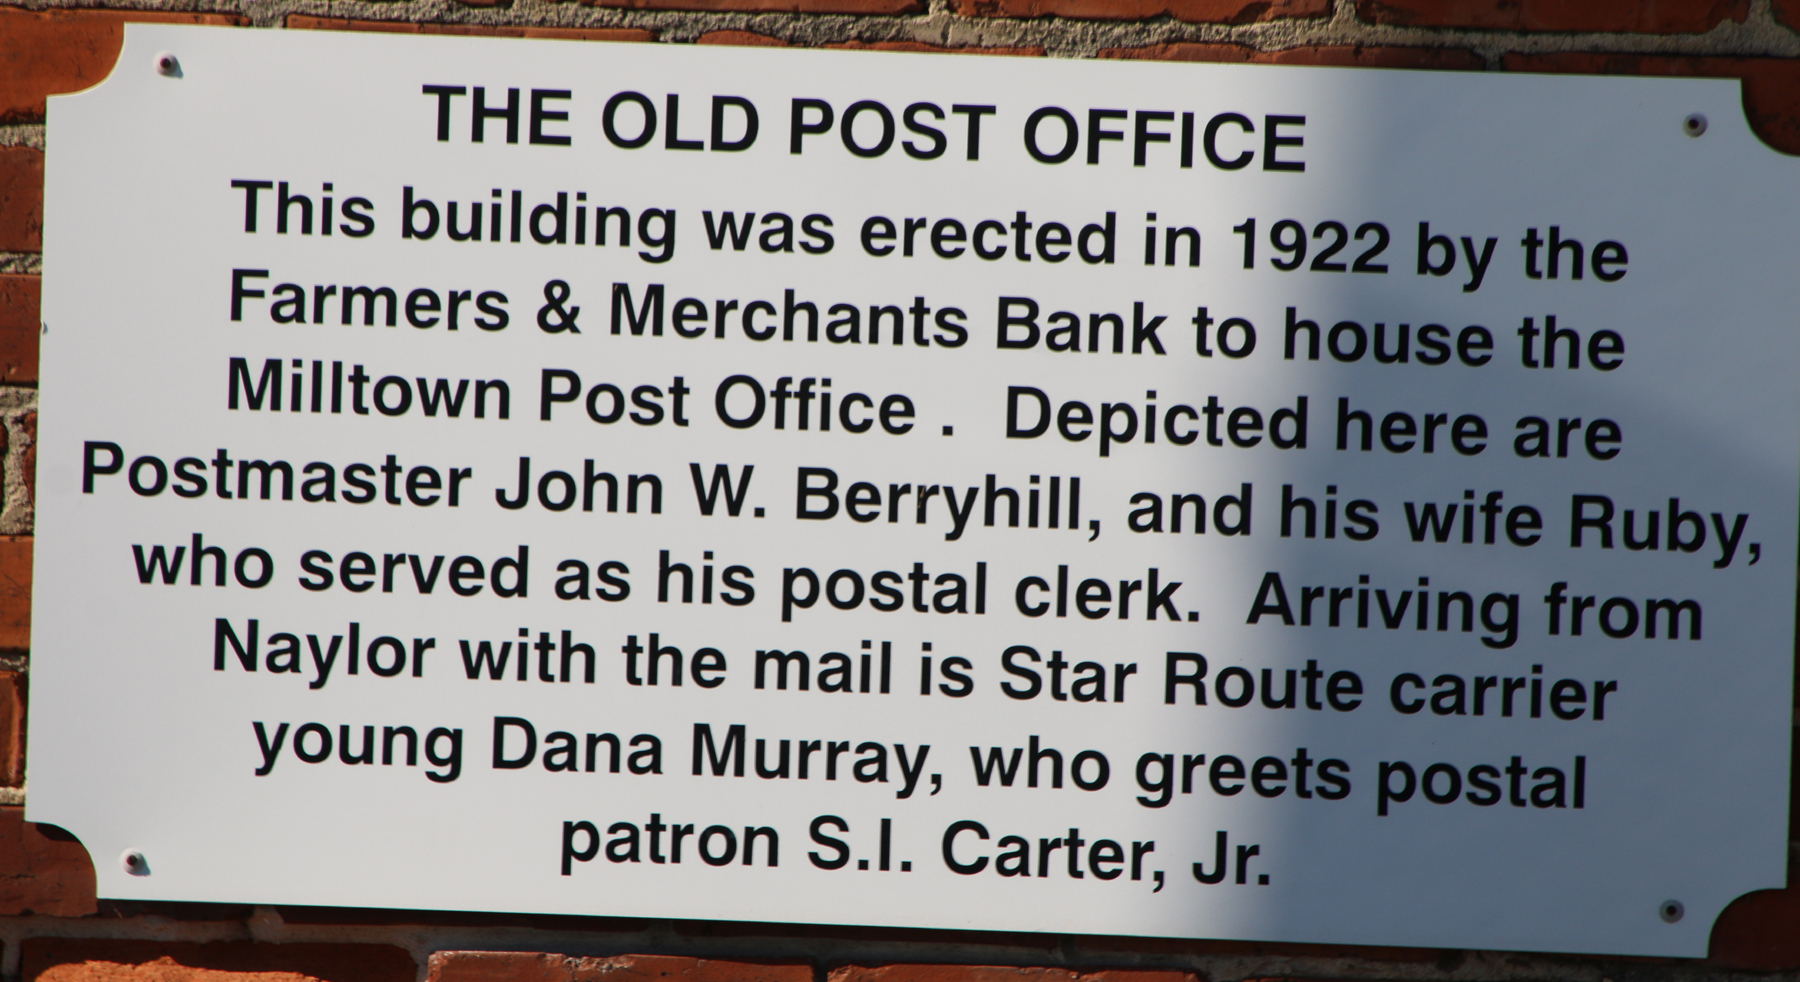 THE OLD POST OFFICE
This building was erected in 1922 by the
Farmers & Merchants Bank to house the
Milltown Post Office .  Depicted here are
Postmaster John W. Berryhill, and his wife Ruby,
who served as his postal clerk.  Arriving from
Naylor with the mail is Star Route carrier
young Dana Murray, who greets postal
patron S.I. Carter, Jr.